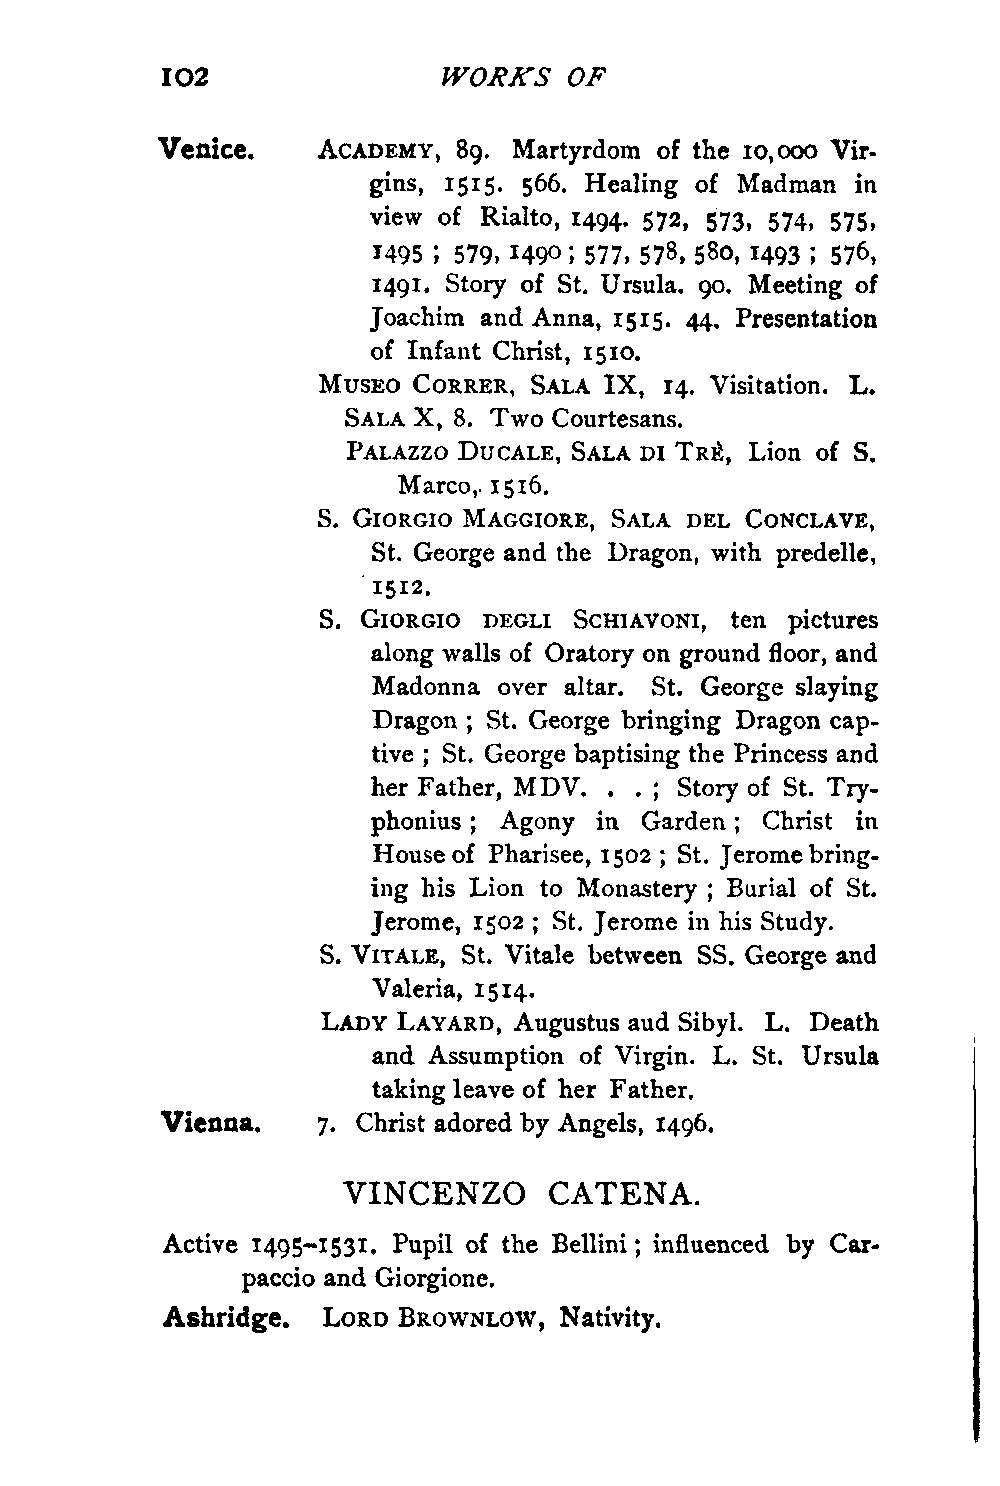 102 WORKS OF
Venice. ACADEMY, 89. Martyrdom of the 10,000 Vir-
gins, 1515. 566. Healing of Madman in
view of Rialto, 1494. 572, 573, 574, 575,
1495 ; 579, 1490 ; 577, 578, 580, 1493 ; 576,
1491. Story of St. Ursula. 90. Meeting of
Joachim and Anna, 1515. 44. Presentation
of Infant Christ, 1510.
MUSEO CORRER, SALA IX, 14. Visitation. L.
SALA X, 8. Two Courtesans.
PALAZZO DUCALE, SALA DI TRÈ, Lion of S.
Marco,. 1516.
S. GIORGIO MAGGIORE, SALA DEL CONCLAVE,
St. George and the Dragon, with predelle,
1512.
S. GIORGIO DEGLI SCHIAVONI, ten pictures
along walls of Oratory on ground floor, and
Madonna over altar. St. George slaying
Dragon ; St. George bringing Dragon cap-
tive ; St. George baptising the Princess and
her Father, MDV. . . ; Story of St. Try-
phonius ; Agony in Garden ; Christ in
House of Pharisee, 1502 ; St. Jerome bring-
ing his Lion to Monastery ; Burial of St.
Jerome, 1502 ; St. Jerome in his Study.
S. VITALE, St. Vitale between SS. George and
Valeria, 1514.
LADY LAYARD, Augustus aud Sibyl. L. Death
and Assumption of Virgin. L. St. Ursula
taking leave of her Father.
Vienna. 7. Christ adored by Angels, 1496.
VINCENZO CATENA.
Active 1495–1531. Pupil of the Bellini ; influenced by Car-
paccio and Giorgione.
Ashridge. LORD BROWNLOW, Nativity.